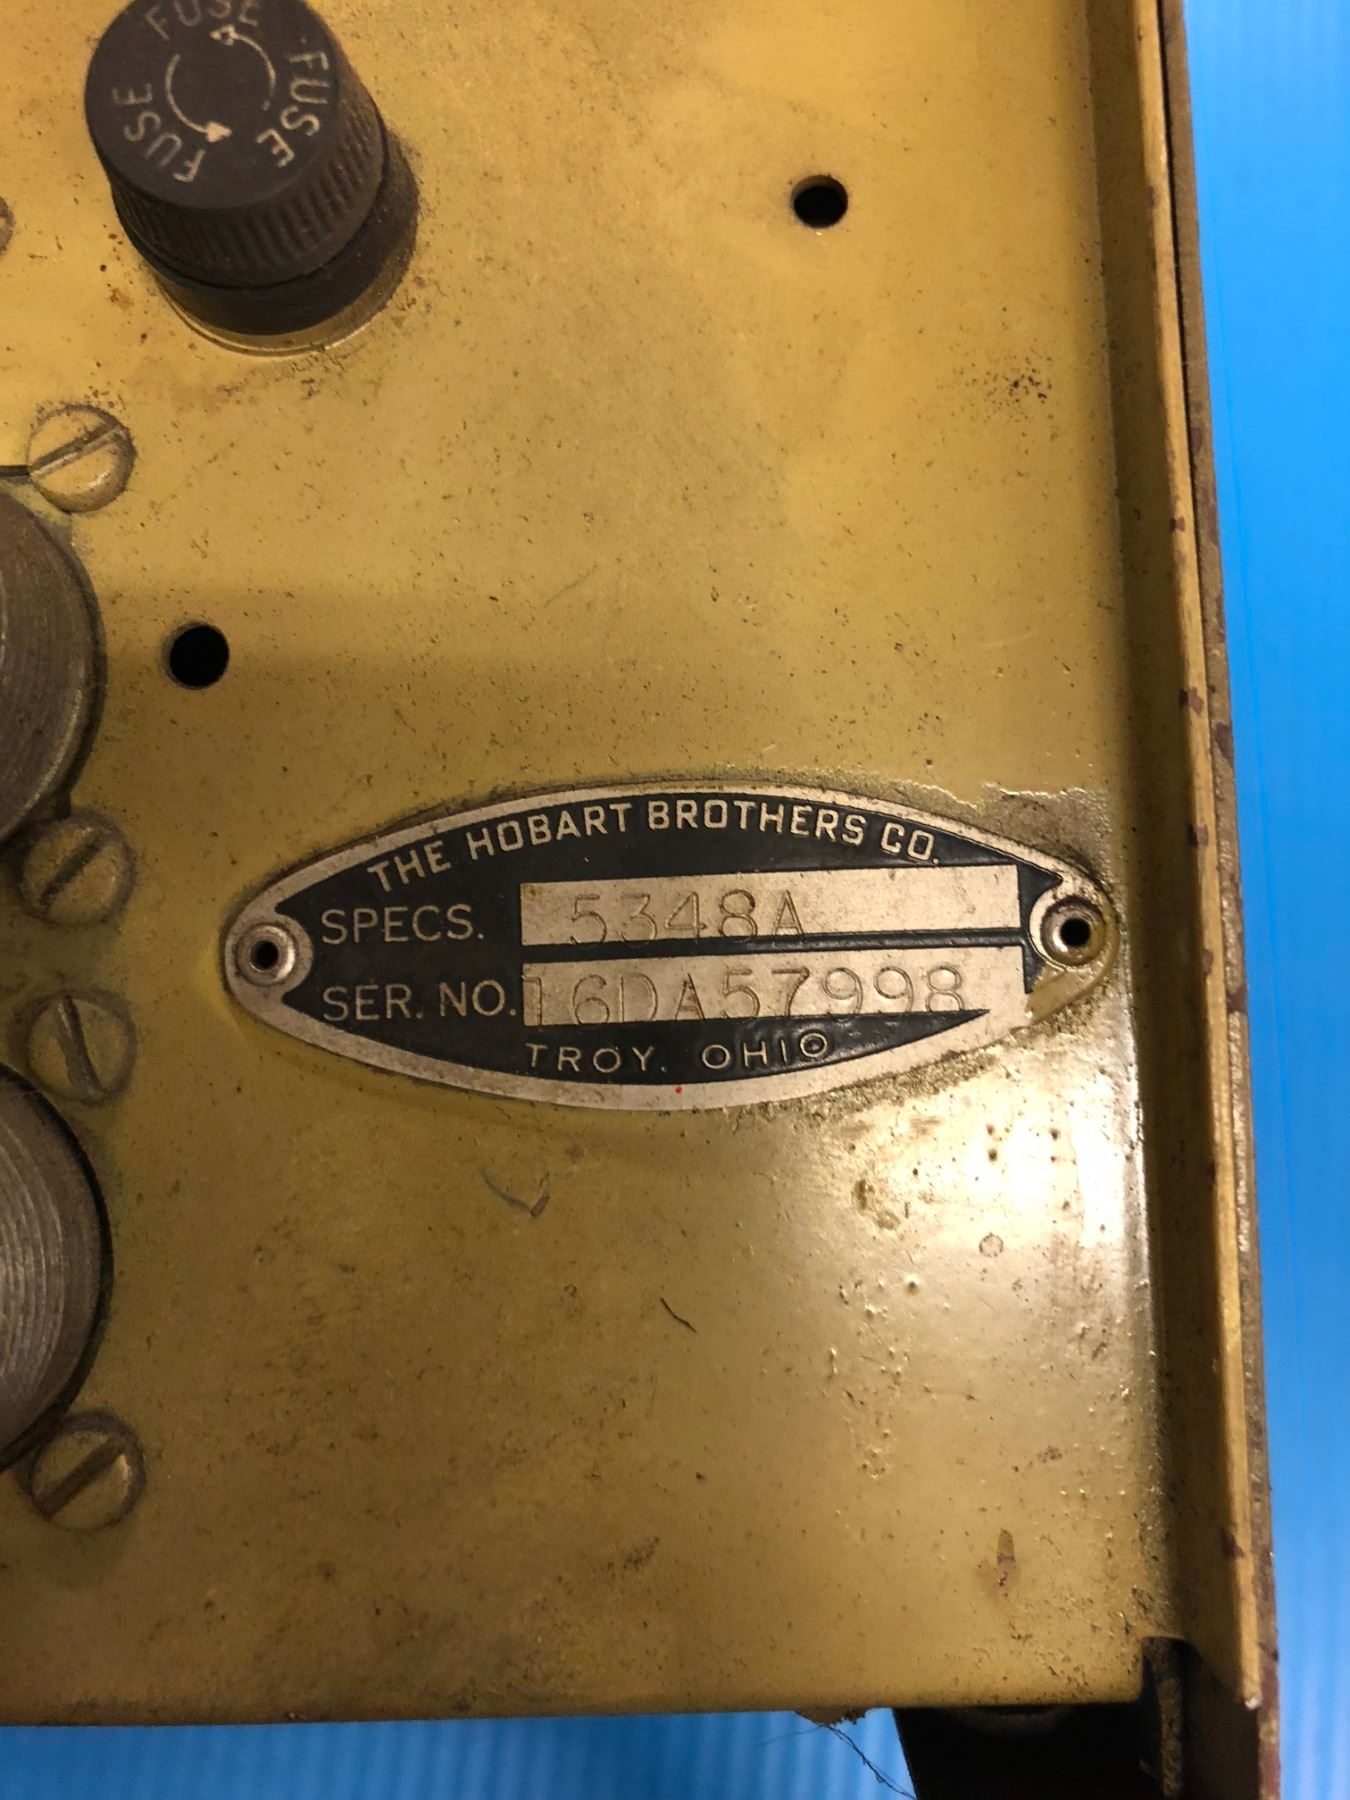 FUSE FUSE FUSE
THE HOBART BROTHERS CO.
SPECS. 5348A
SER. NO. 16DA57998
TROY, OHIO